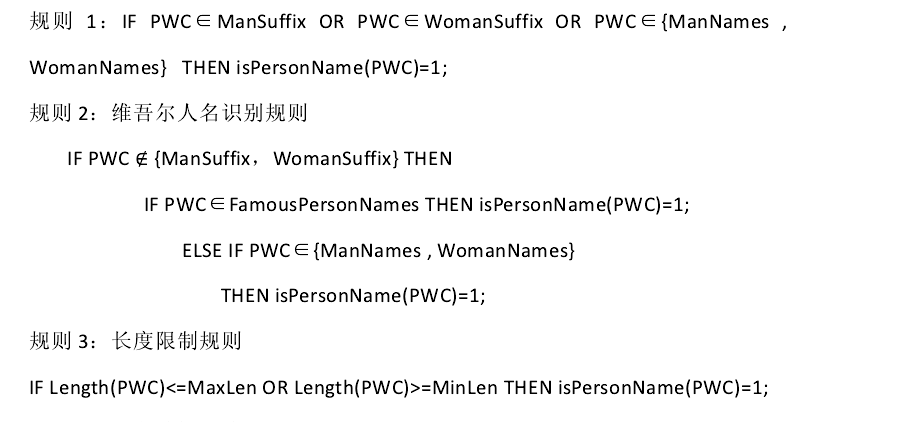 规则 1：IF PWC∈ManSuffix OR PWC∈WomanSuffix OR PWC∈{ManNames ,
WomanNames} THEN isPersonName(PWC)=1;
规则 2：维吾尔人名识别规则
IF PWC ∉ {ManSuffix，WomanSuffix} THEN
IF PWC∈FamousPersonNames THEN isPersonName(PWC)=1;
ELSE IF PWC∈{ManNames , WomanNames}
THEN isPersonName(PWC)=1;
规则 3：长度限制规则
IF Length(PWC)<=MaxLen OR Length(PWC)>=MinLen THEN isPersonName(PWC)=1;